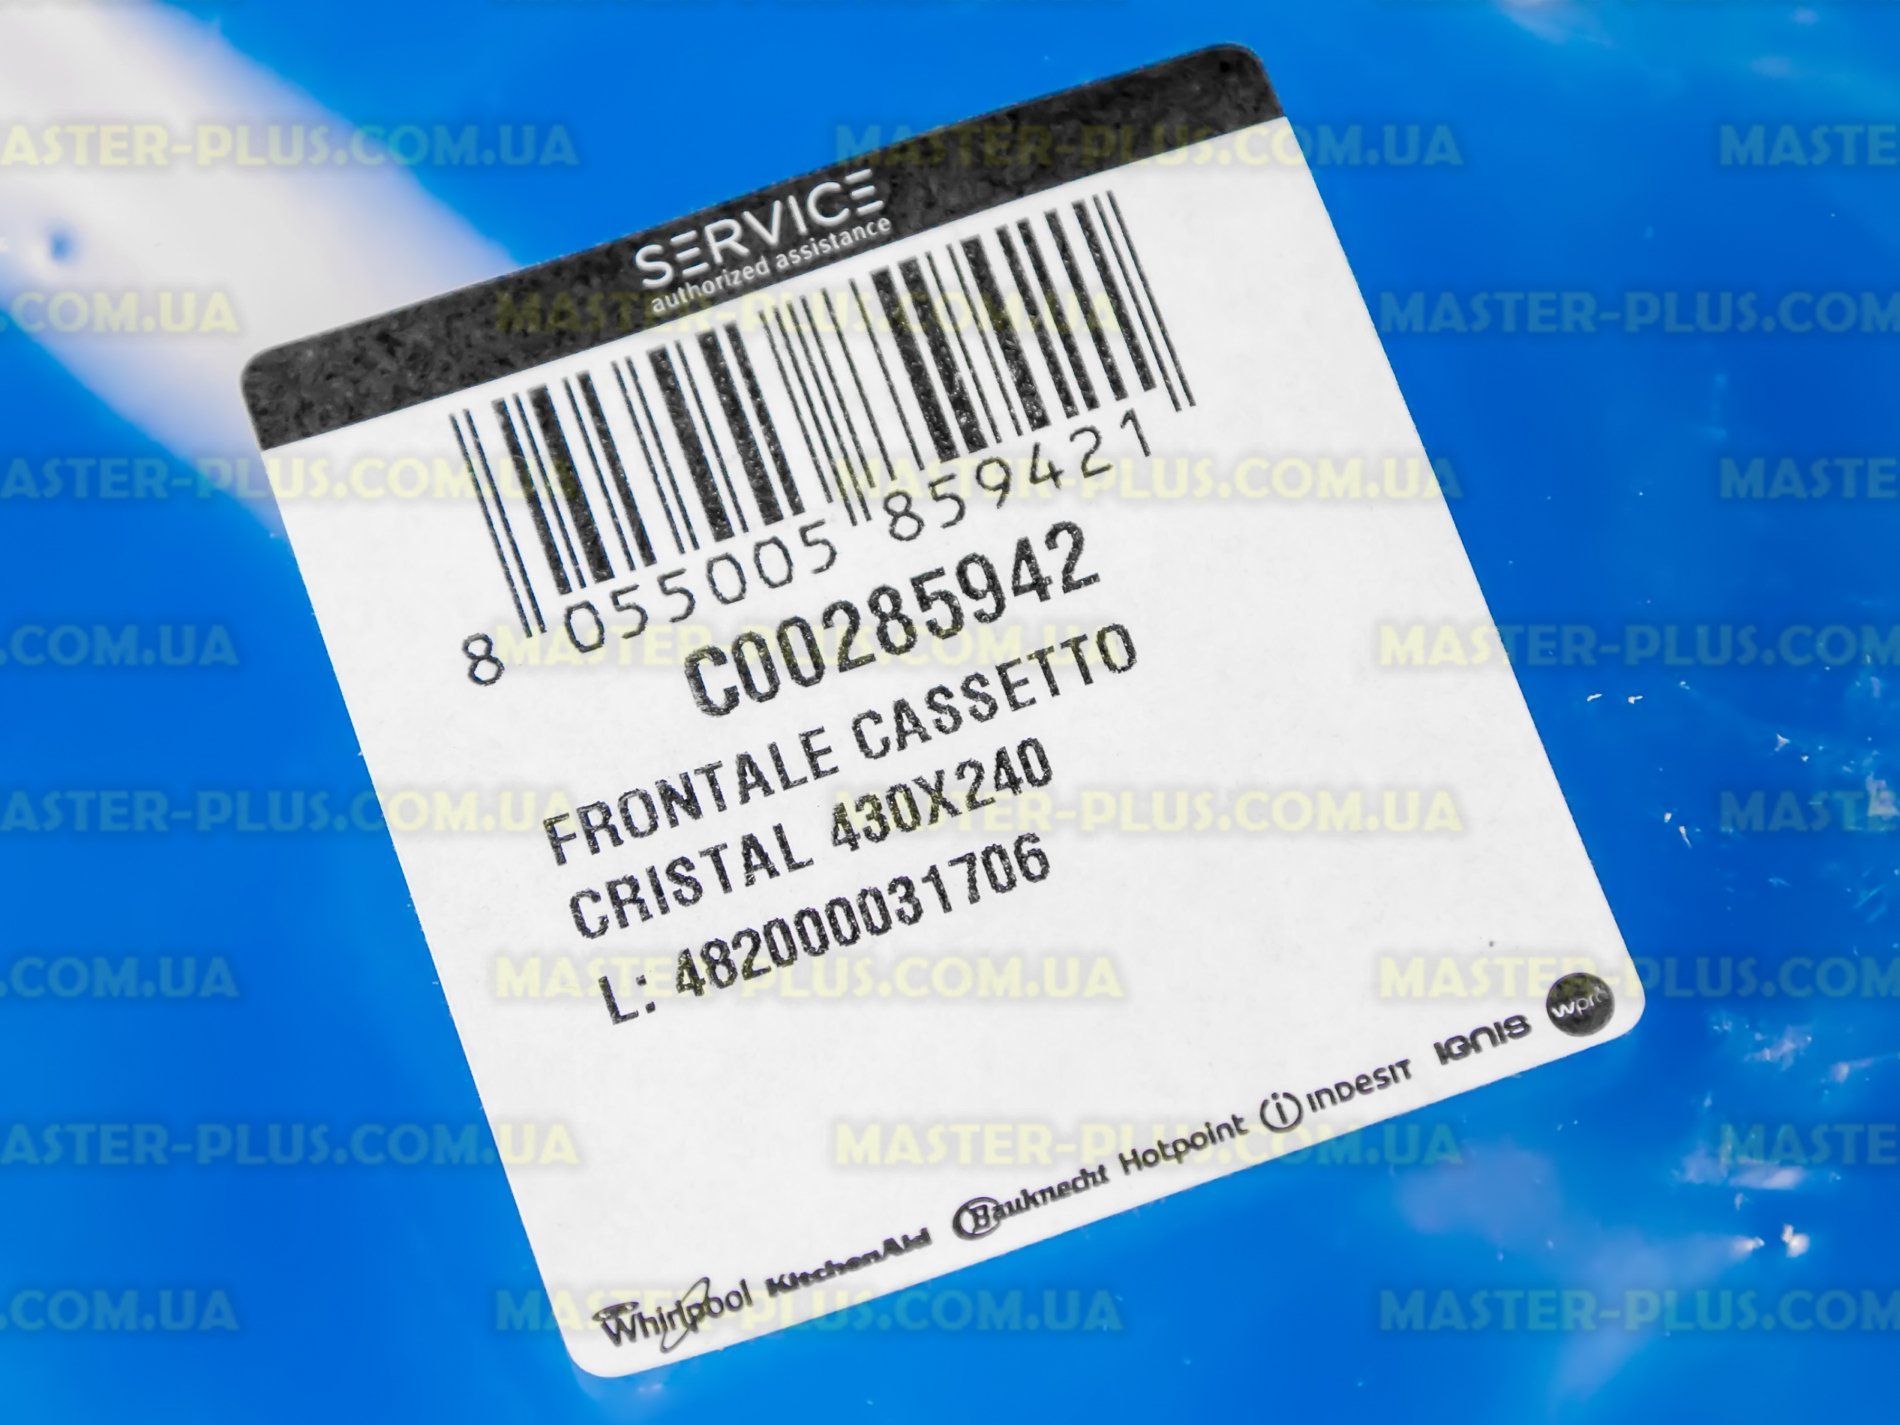 SERVICE
authorized assistance
8 055005 859421
C00285942
FRONTALE CASSETTO
CRISTAL 430X240
L: 482000031706
Whirlpool KitchenAid Bauknecht Hotpoint indesit IGNIS wpro
MASTER-PLUS.COM.UA